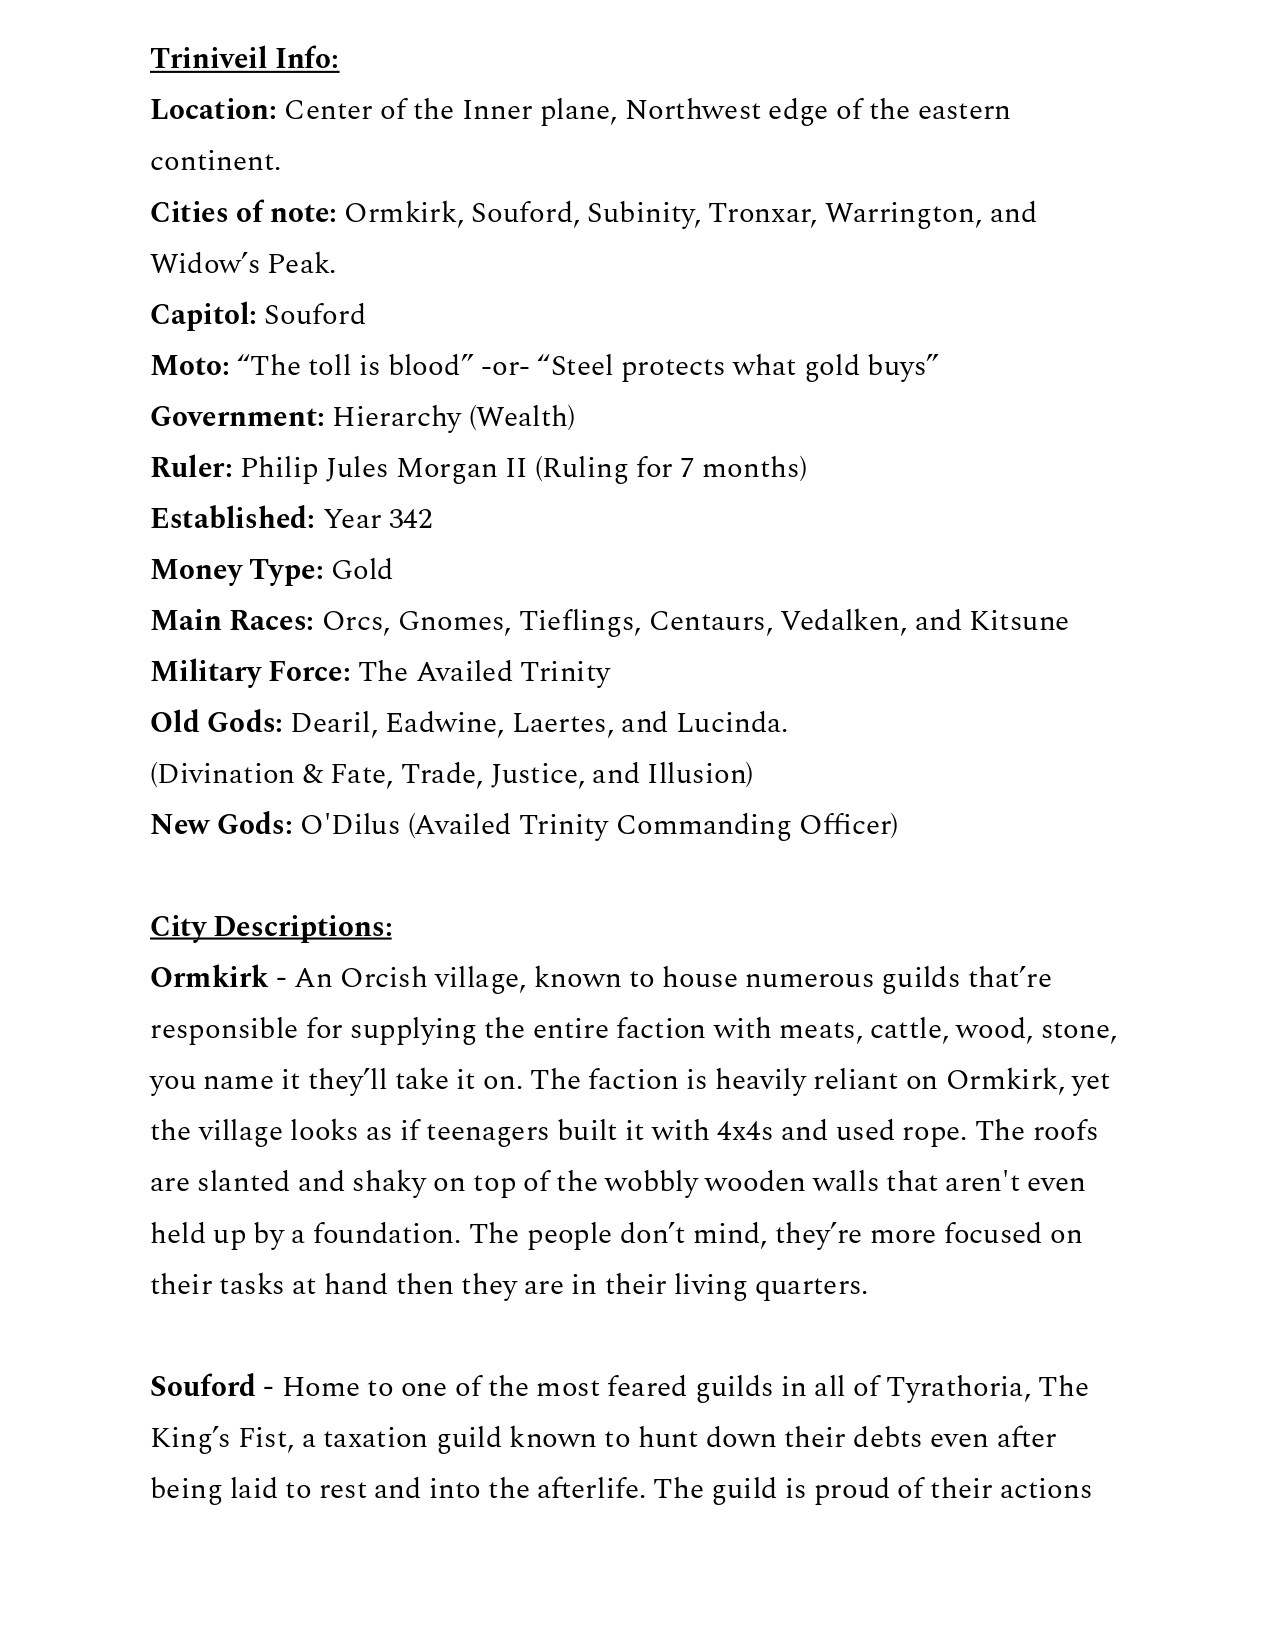 Triniveil Info:
Location: Center of the Inner plane, Northwest edge of the eastern
continent.
Cities of note: Ormkirk, Souford, Subinity, Tronxar, Warrington, and
Widow’s Peak.
Capitol: Souford
Moto: “The toll is blood” -or- “Steel protects what gold buys”
Government: Hierarchy (Wealth)
Ruler: Philip Jules Morgan II (Ruling for 7 months)
Established: Year 342
Money Type: Gold
Main Races: Orcs, Gnomes, Tieflings, Centaurs, Vedalken, and Kitsune
Military Force: The Availed Trinity
Old Gods: Dearil, Eadwine, Laertes, and Lucinda.
(Divination & Fate, Trade, Justice, and Illusion)
New Gods: O'Dilus (Availed Trinity Commanding Officer)
City Descriptions:
Ormkirk - An Orcish village, known to house numerous guilds that’re
responsible for supplying the entire faction with meats, cattle, wood, stone,
you name it they’ll take it on. The faction is heavily reliant on Ormkirk, yet
the village looks as if teenagers built it with 4x4s and used rope. The roofs
are slanted and shaky on top of the wobbly wooden walls that aren't even
held up by a foundation. The people don’t mind, they’re more focused on
their tasks at hand then they are in their living quarters.
Souford - Home to one of the most feared guilds in all of Tyrathoria, The
King’s Fist, a taxation guild known to hunt down their debts even after
being laid to rest and into the afterlife. The guild is proud of their actions